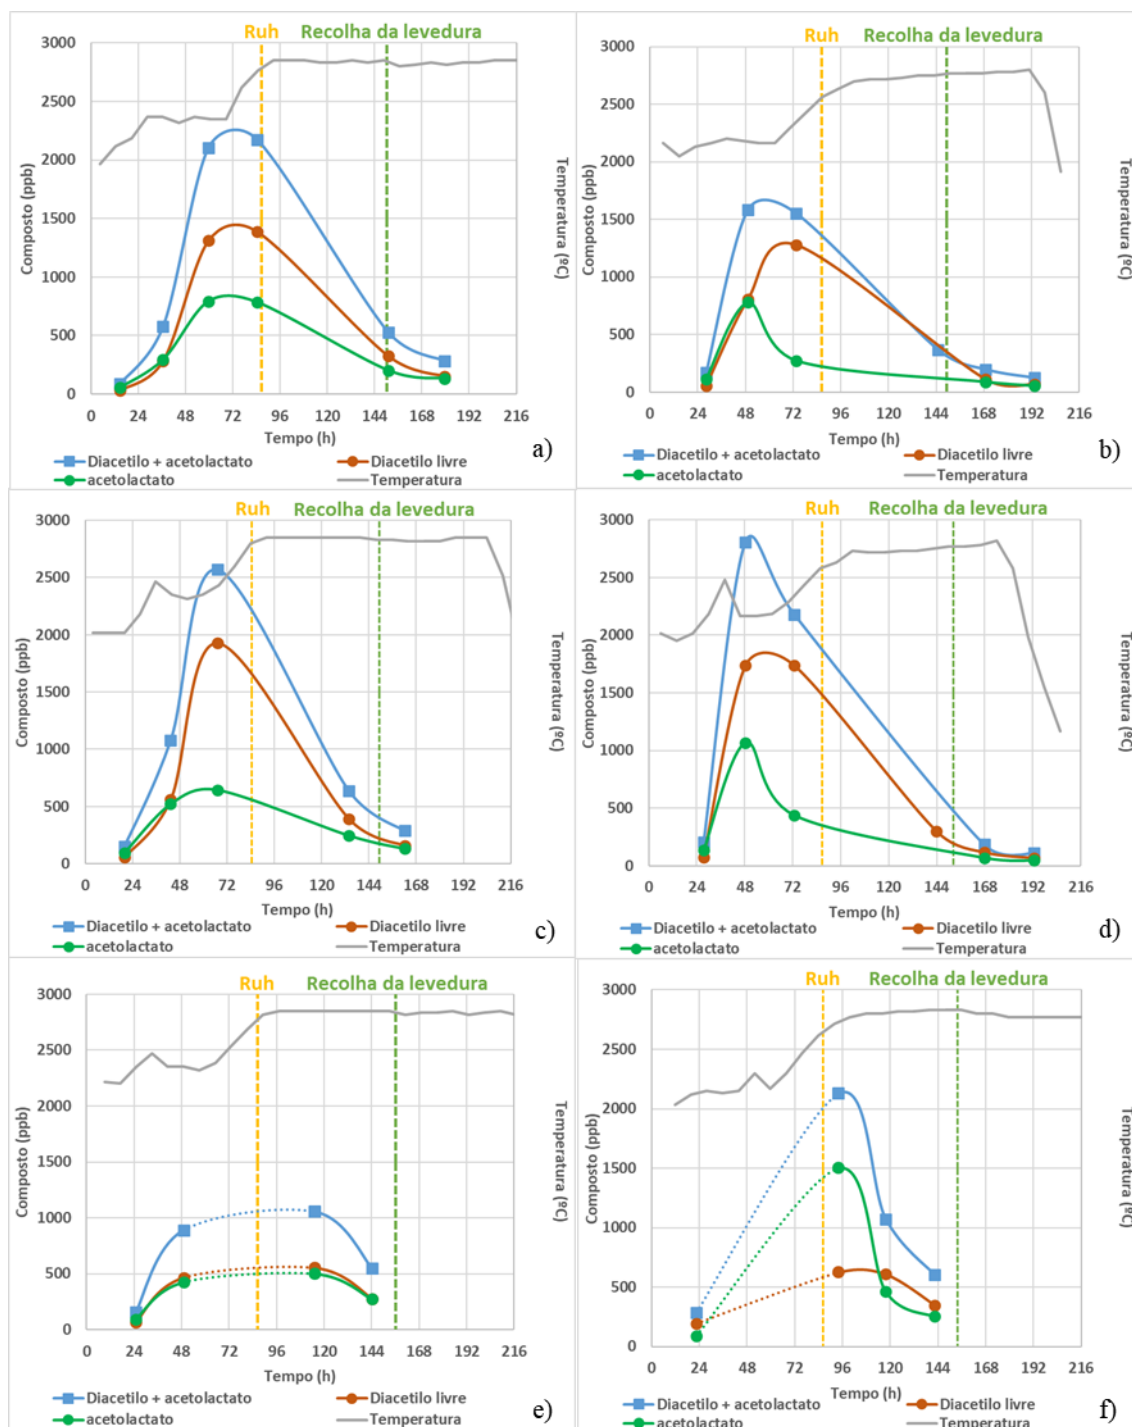 Ruh Recolha da levedura
3000
2500
2000
1500
1000
500
0
Composto (ppb)
Temperatura (ºC)
0 24 48 72 96 120 144 168 192 216
Tempo (h)
Diacetilo + acetolactato Diacetilo livre
acetolactato Temperatura
a)
Ruh Recolha da levedura
3000
2500
2000
1500
1000
500
0
Composto (ppb)
Temperatura (ºC)
0 24 48 72 96 120 144 168 192 216
Tempo (h)
Diacetilo + acetolactato Diacetilo livre
acetolactato Temperatura
b)
Ruh Recolha da levedura
3000
2500
2000
1500
1000
500
0
Composto (ppb)
Temperatura (ºC)
0 24 48 72 96 120 144 168 192 216
Tempo (h)
Diacetilo + acetolactato Diacetilo livre
acetolactato Temperatura
c)
Ruh Recolha da levedura
3000
2500
2000
1500
1000
500
0
Composto (ppb)
Temperatura (ºC)
0 24 48 72 96 120 144 168 192 216
Tempo (h)
Diacetilo + acetolactato Diacetilo livre
acetolactato Temperatura
d)
Ruh Recolha da levedura
3000
2500
2000
1500
1000
500
0
Composto (ppb)
Temperatura (ºC)
0 24 48 72 96 120 144 168 192 216
Tempo (h)
Diacetilo + acetolactato Diacetilo livre
acetolactato Temperatura
e)
Ruh Recolha da levedura
3000
2500
2000
1500
1000
500
0
Composto (ppb)
Temperatura (ºC)
0 24 48 72 96 120 144 168 192 216
Tempo (h)
Diacetilo + acetolactato Diacetilo livre
acetolactato Temperatura
f)